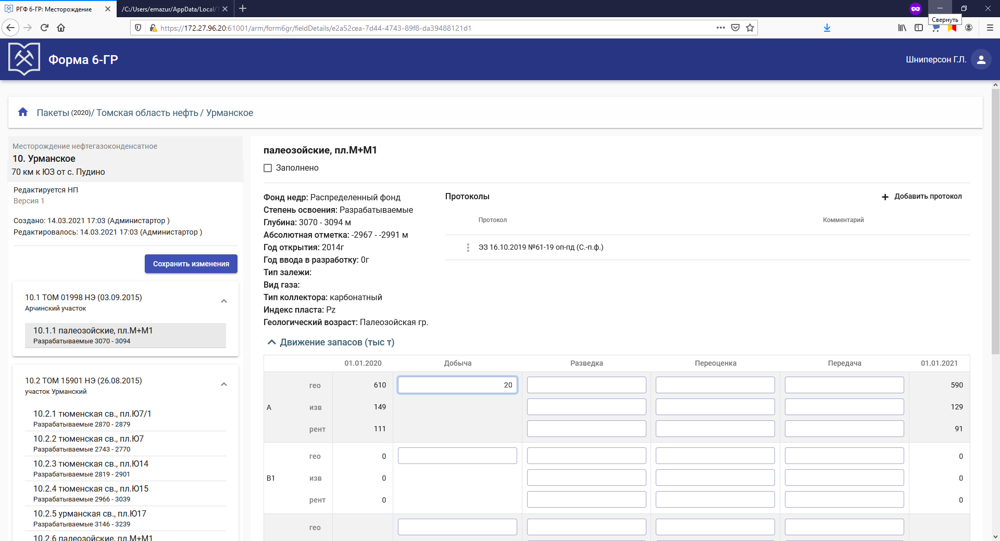 РГФ 6-ГР: Месторождение
/C:/Users/emazur/AppData/Local/
Свернуть
https://172.27.96.20:61001/arm/form6gr/fieldDetails/e2a52cea-7d44-4743-89f8-da39488121d1
Форма 6-ГР
Шниперсон Г.Л.
Пакеты (2020)/ Томская область нефть / Урманское
Месторождение нефтегазоконденсатное
10. Урманское
70 км к ЮЗ от с. Пудино
Редактируется НП
Версия 1
Создано: 14.03.2021 17:03 (Администартор )
Редактировалось: 14.03.2021 17:03 (Администартор )
Сохранить изменения
10.1 ТОМ 01998 НЭ (03.09.2015)
Арчинский участок
10.1.1 палеозойские, пл.М+М1
Разрабатываемые 3070 - 3094
10.2 ТОМ 15901 НЭ (26.08.2015)
участок Урманский
10.2.1 тюменская св., пл.Ю7/1
Разрабатываемые 2870 - 2879
10.2.2 тюменская св., пл.Ю7
Разрабатываемые 2743 - 2770
10.2.3 тюменская св., пл.Ю14
Разрабатываемые 2819 - 2901
10.2.4 тюменская св., пл.Ю15
Разрабатываемые 2966 - 3039
10.2.5 урманская св., пл.Ю17
Разрабатываемые 3146 - 3239
10.2.6 палеозойские, пл.М+М1
палеозойские, пл.М+М1
Заполнено
Фонд недр: Распределенный фонд
Степень освоения: Разрабатываемые
Глубина: 3070 - 3094 м
Абсолютная отметка: -2967 - -2991 м
Год открытия: 2014г
Год ввода в разработку: 0г
Тип залежи:
Вид газа:
Тип коллектора: карбонатный
Индекс пласта: Pz
Геологический возраст: Палеозойская гр.
Протоколы
Добавить протокол
Протокол Комментарий
ЭЗ 16.10.2019 №61-19 оп-пд (С.-п.ф.)
Движение запасов (тыс т)
01.01.2020 Добыча Разведка Переоценка Передача 01.01.2021
гео 610 20 590
A изв 149 129
рент 111 91
гео 0 0
B1 изв 0 0
рент 0 0
гео